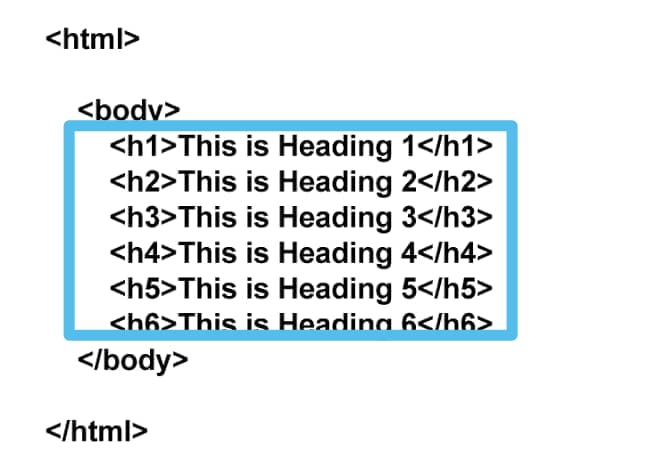 <html>
<body>
<h1>This is Heading 1</h1>
<h2>This is Heading 2</h2>
<h3>This is Heading 3</h3>
<h4>This is Heading 4</h4>
<h5>This is Heading 5</h5>
<h6>This is Heading 6</h6>
</body>
</html>